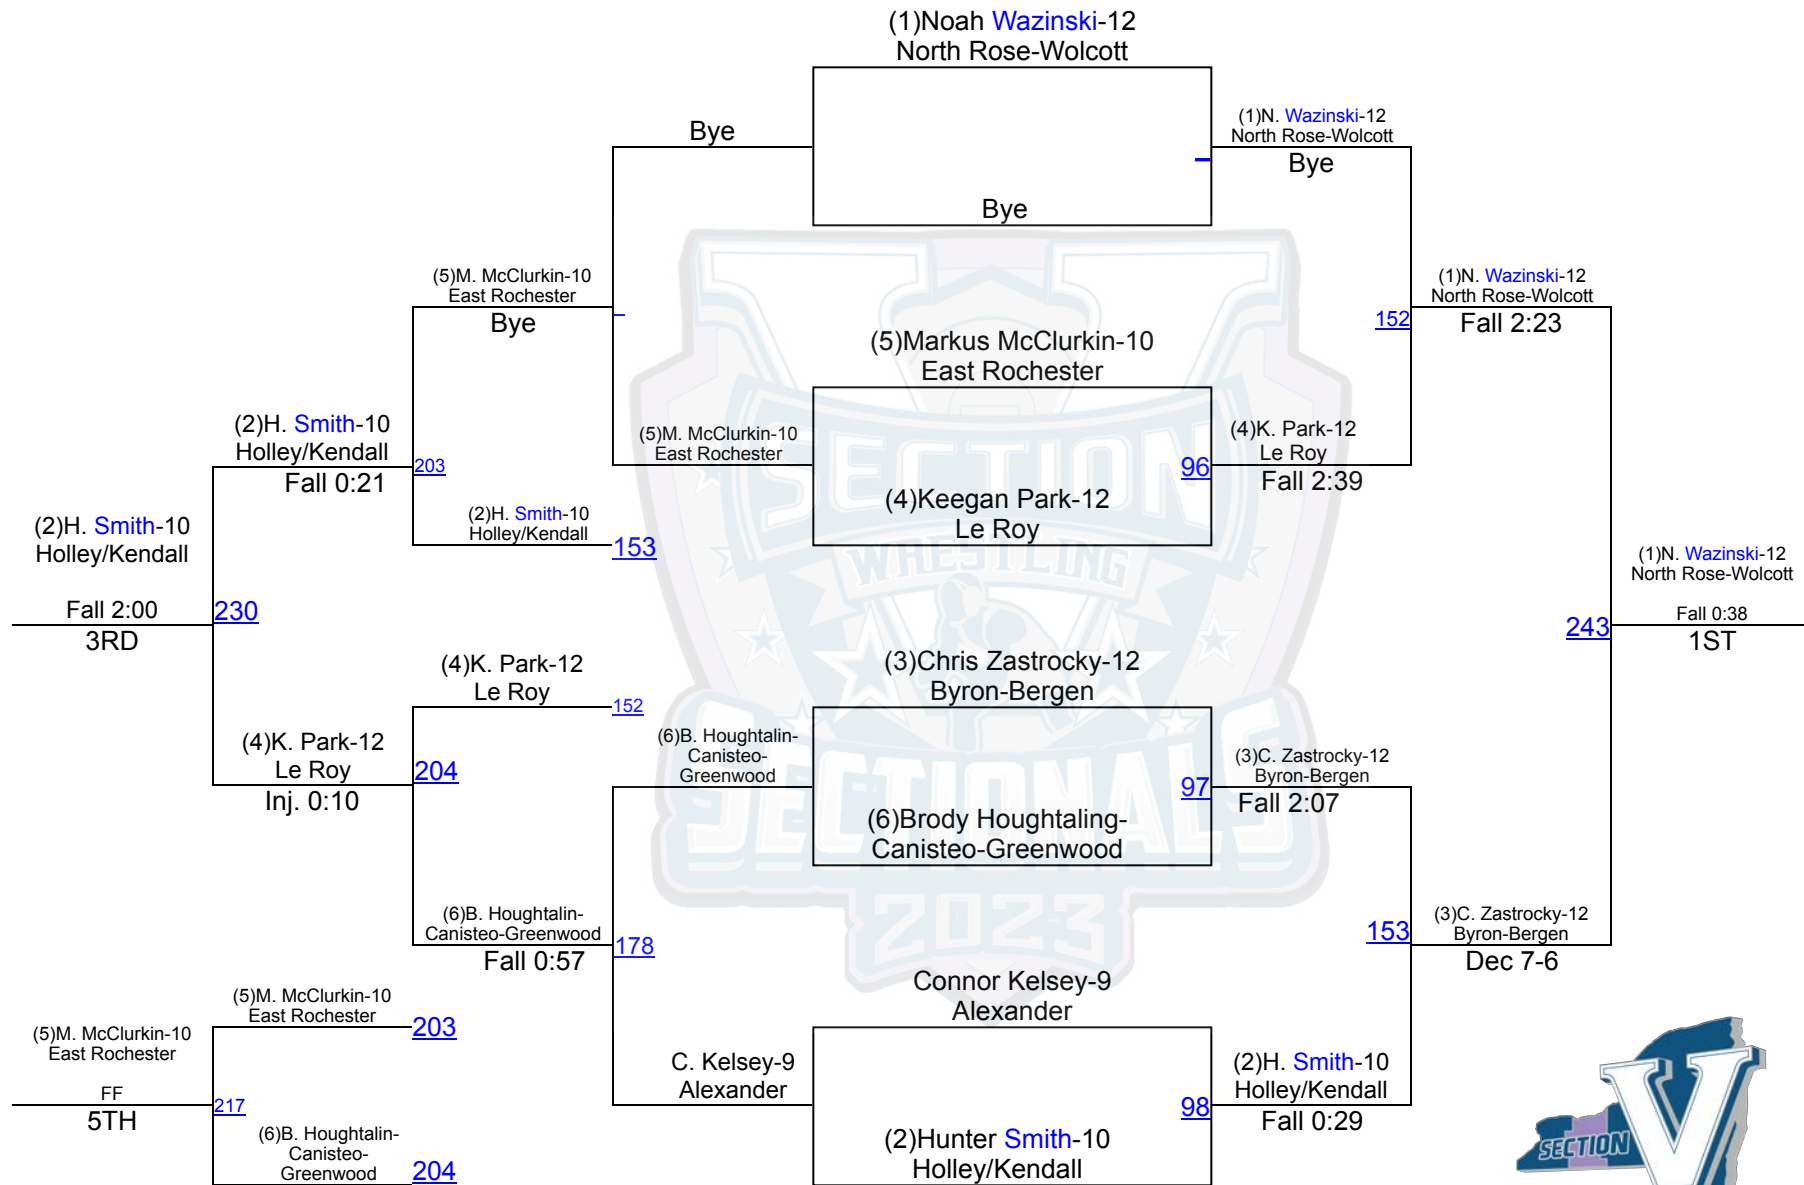 (1)Noah Wazinski-12
North Rose-Wolcott
Bye
(1)N. Wazinski-12
North Rose-Wolcott
Bye
Bye
(5)M. McClurkin-10
East Rochester
Bye
(1)N. Wazinski-12
North Rose-Wolcott
Fall 2:23
152
(5)Markus McClurkin-10
East Rochester
(2)H. Smith-10
Holley/Kendall
Fall 0:21
203
(5)M. McClurkin-10
East Rochester
96
(4)K. Park-12
Le Roy
Fall 2:39
(4)Keegan Park-12
Le Roy
(2)H. Smith-10
Holley/Kendall
153
(2)H. Smith-10
Holley/Kendall
Fall 2:00
3RD
230
(1)N. Wazinski-12
North Rose-Wolcott
Fall 0:38
1ST
243
(4)K. Park-12
Le Roy
152
(3)Chris Zastrocky-12
Byron-Bergen
(4)K. Park-12
Le Roy
Inj. 0:10
204
(6)B. Houghtalin-
Canisteo-
Greenwood
97
(3)C. Zastrocky-12
Byron-Bergen
Fall 2:07
(6)Brody Houghtaling-
Canisteo-Greenwood
(6)B. Houghtalin-
Canisteo-Greenwood
Fall 0:57
178
153
(3)C. Zastrocky-12
Byron-Bergen
Dec 7-6
Connor Kelsey-9
Alexander
(5)M. McClurkin-10
East Rochester
203
(5)M. McClurkin-10
East Rochester
FF
5TH
217
C. Kelsey-9
Alexander
98
(2)H. Smith-10
Holley/Kendall
Fall 0:29
(2)Hunter Smith-10
Holley/Kendall
(6)B. Houghtalin-
Canisteo-
Greenwood
204
V
SECTION
WRESTLING
SECTIONALS
2023
SECTION
V